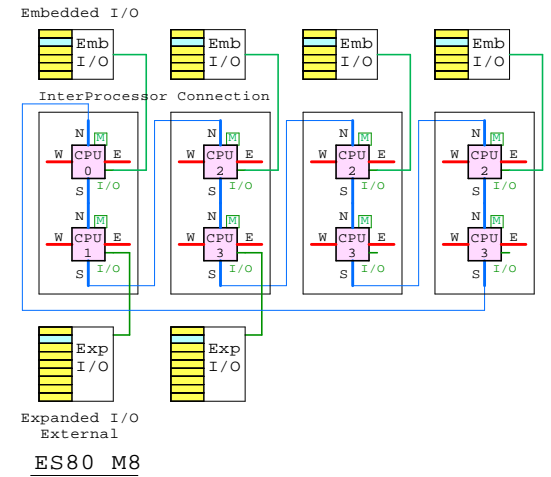 Embedded I/O
Emb I/O
Emb I/O
Emb I/O
Emb I/O
InterProcessor Connection
N M
W CPU 0 E
S I/O
N M
W CPU 2 E
S I/O
N M
W CPU 2 E
S I/O
N M
W CPU 2 E
S I/O
N M
W CPU 1 E
S I/O
N M
W CPU 3 E
S I/O
N M
W CPU 3 E
S I/O
N M
W CPU 3 E
S I/O
Exp I/O
Exp I/O
Expanded I/O
External
ES80 M8